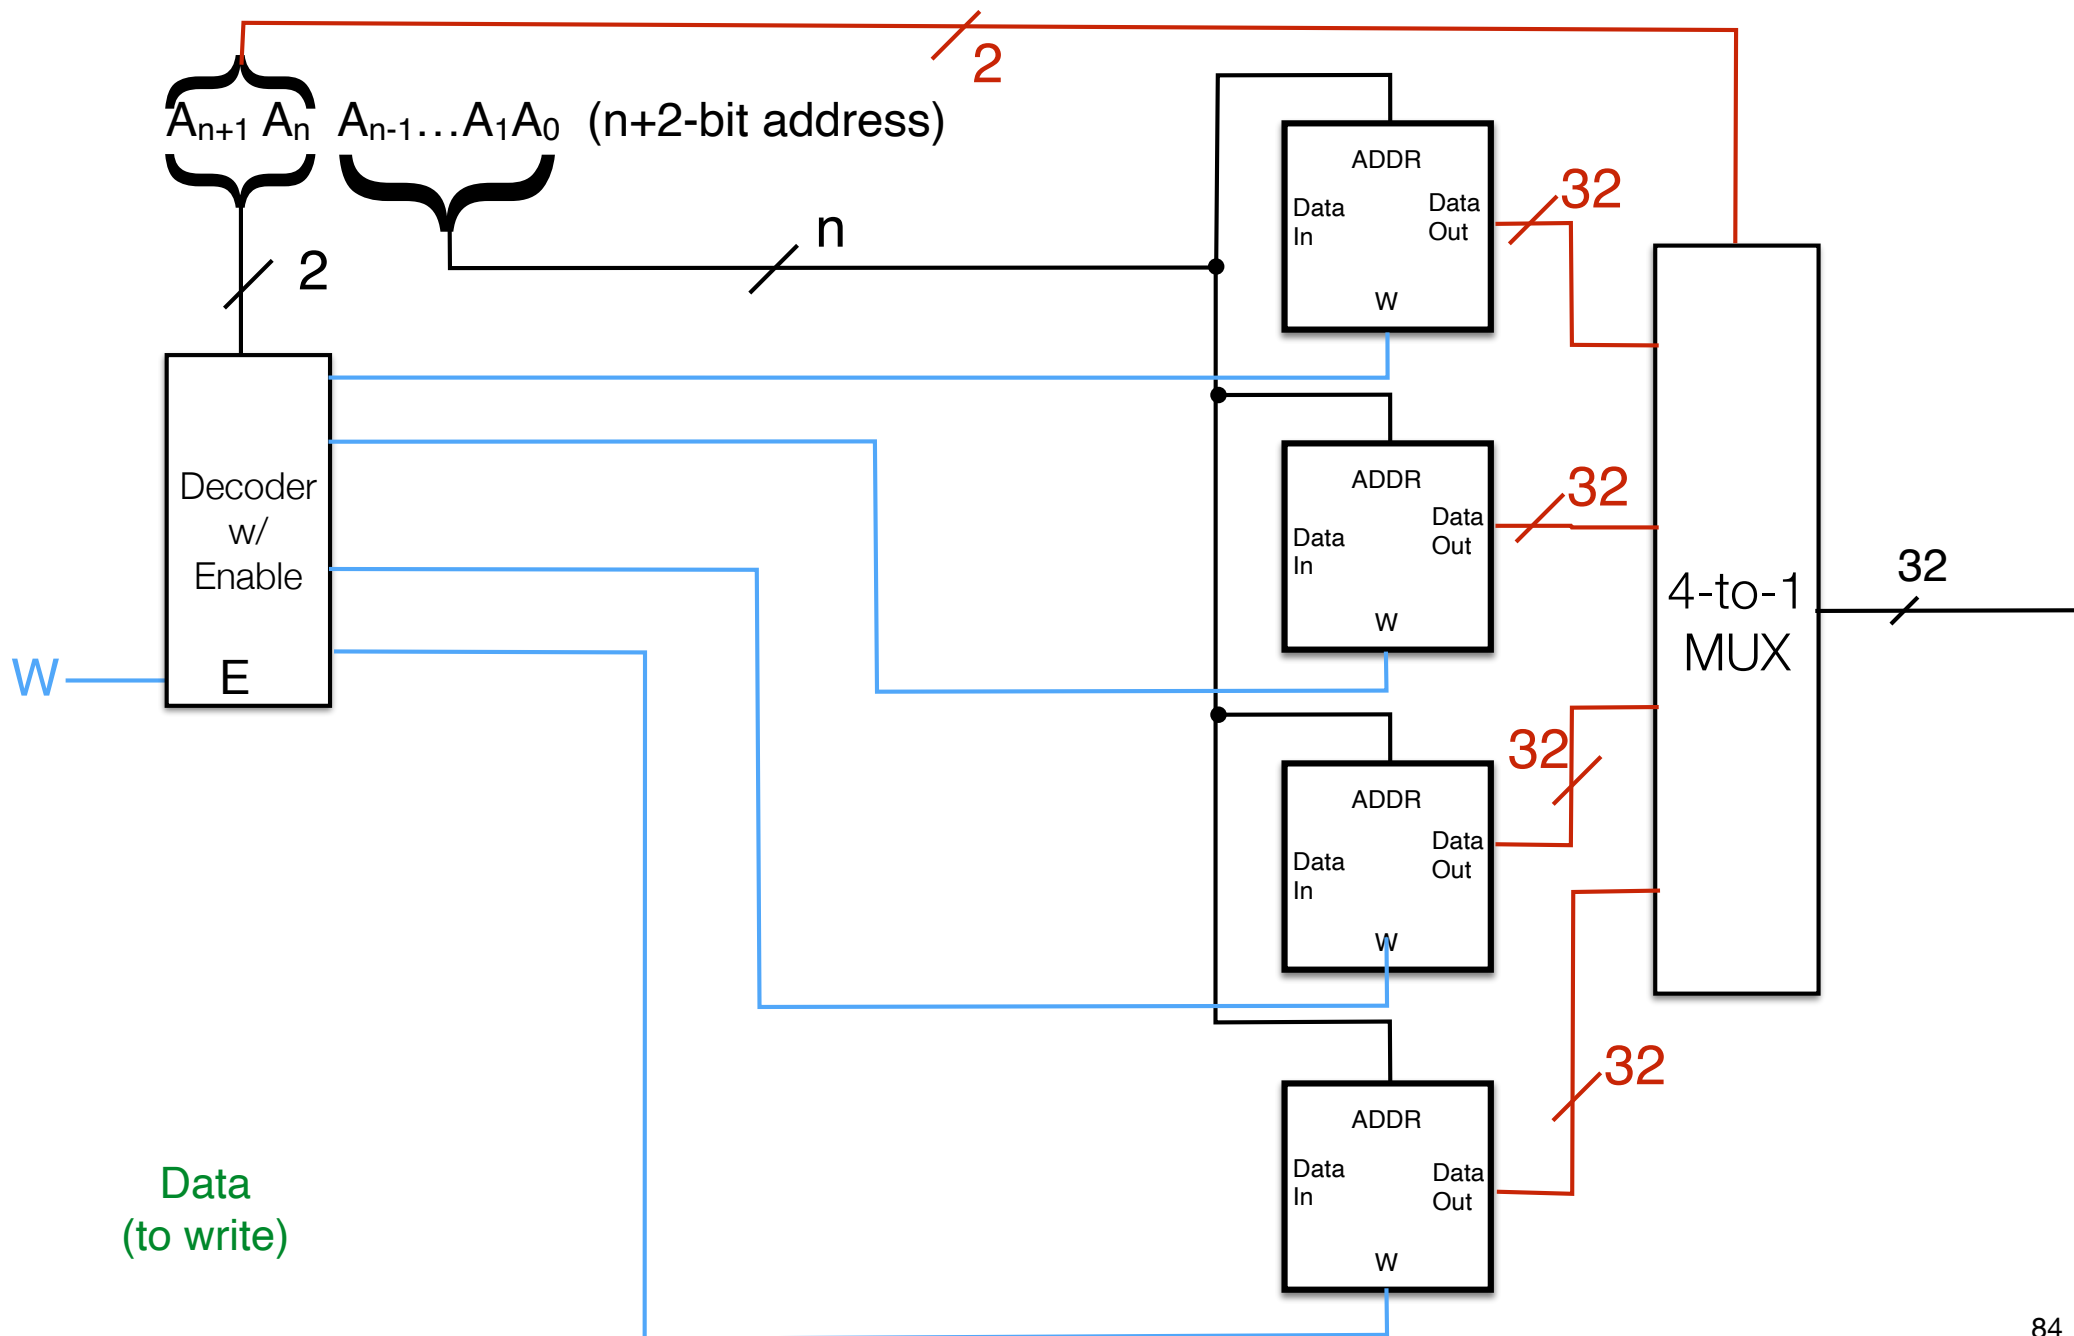 2
Aₙ₊₁ Aₙ Aₙ₋₁…A₁A₀ (n+2-bit address)
2
n
Decoder
w/
Enable
E
W
Data
(to write)
ADDR
Data
In
Data
Out
W
32
ADDR
Data
In
Data
Out
W
32
ADDR
Data
In
Data
Out
W
32
ADDR
Data
In
Data
Out
W
32
4-to-1
MUX
32
84